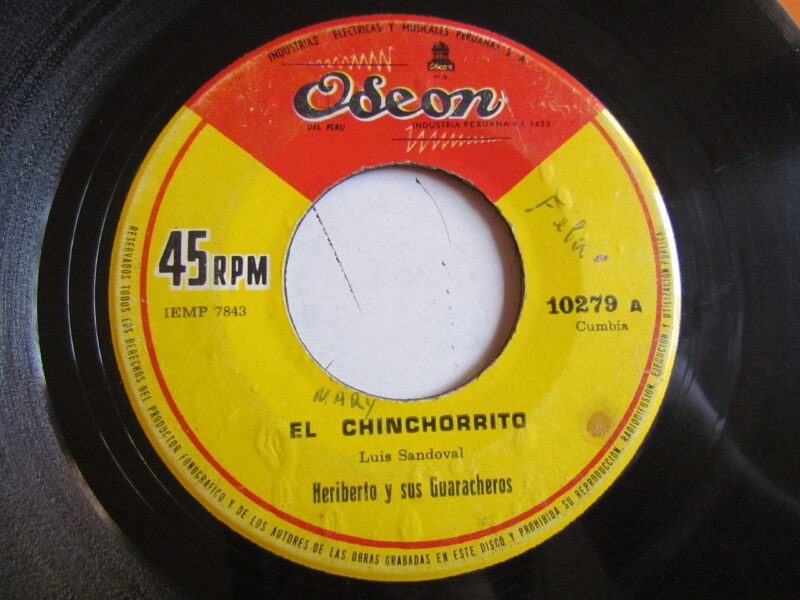 INDUSTRIAS ELECTRICAS Y MUSICALES PERUANAS S.A.
Odeon
M.R.
Odeon
DEL PERU
INDUSTRIA PERUANA V.I. 1423
45 RPM
IEMP 7843
10279 A
Cumbia
MARY
EL CHINCHORRITO
Luis Sandoval
Heriberto y sus Guaracheros
RESERVADOS TODOS LOS DERECHOS DEL PRODUCTOR FONOGRAFICO Y DE LOS AUTORES DE LAS OBRAS GRABADAS EN ESTE DISCO Y PROHIBIDA SU REPRODUCCION, RADIODIFUSION, EJECUCION Y UTILIZACION PUBLICA